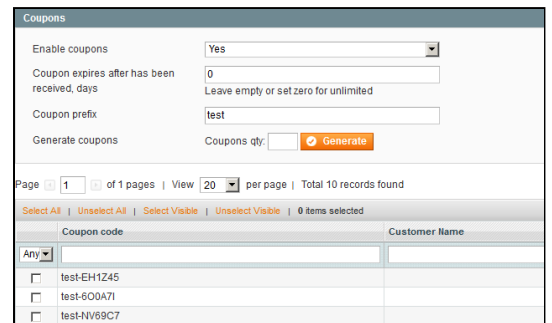 Coupons
Enable coupons Yes
Coupon expires after has been received, days 0
Leave empty or set zero for unlimited
Coupon prefix test
Generate coupons Coupons qty: Generate
Page 1 of 1 pages | View 20 per page | Total 10 records found
Select All | Unselect All | Select Visible | Unselect Visible | 0 items selected
Coupon code Customer Name
Any
test-EH1Z45
test-6O0A7I
test-NV69C7